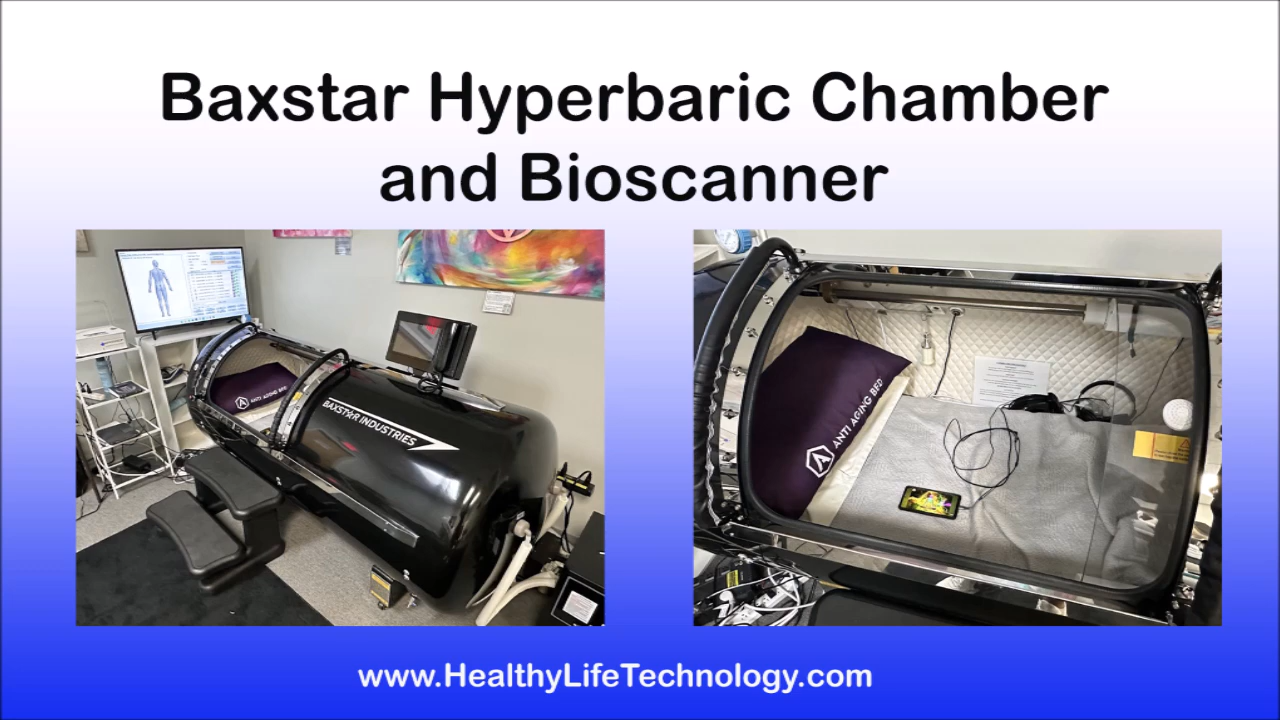 Baxstar Hyperbaric Chamber
and Bioscanner
BAXSTAR INDUSTRIES
ANTI AGING BED
ANTI AGING BED
www.HealthyLifeTechnology.com